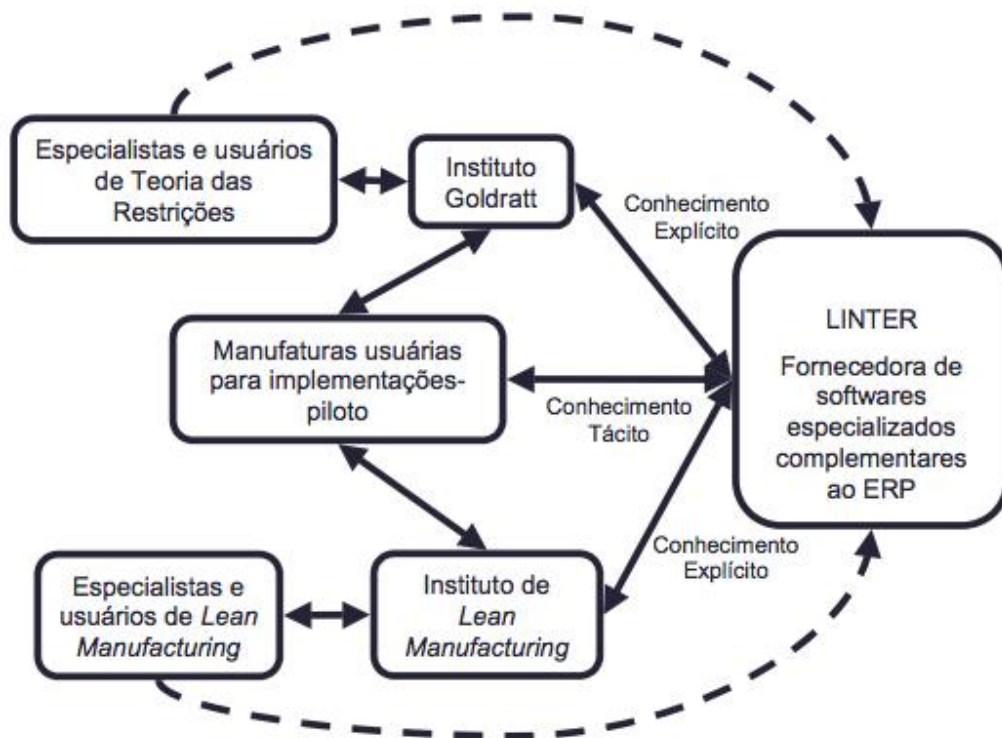 Especialistas e usuários
de Teoria das
Restrições
Instituto
Goldratt
Conhecimento
Explícito
LINTER
Fornecedora de
softwares
especializados
complementares
ao ERP
Manufaturas usuárias
para implementações-
piloto
Conhecimento
Tácito
Conhecimento
Explícito
Especialistas e
usuários de Lean
Manufacturing
Instituto de
Lean
Manufacturing